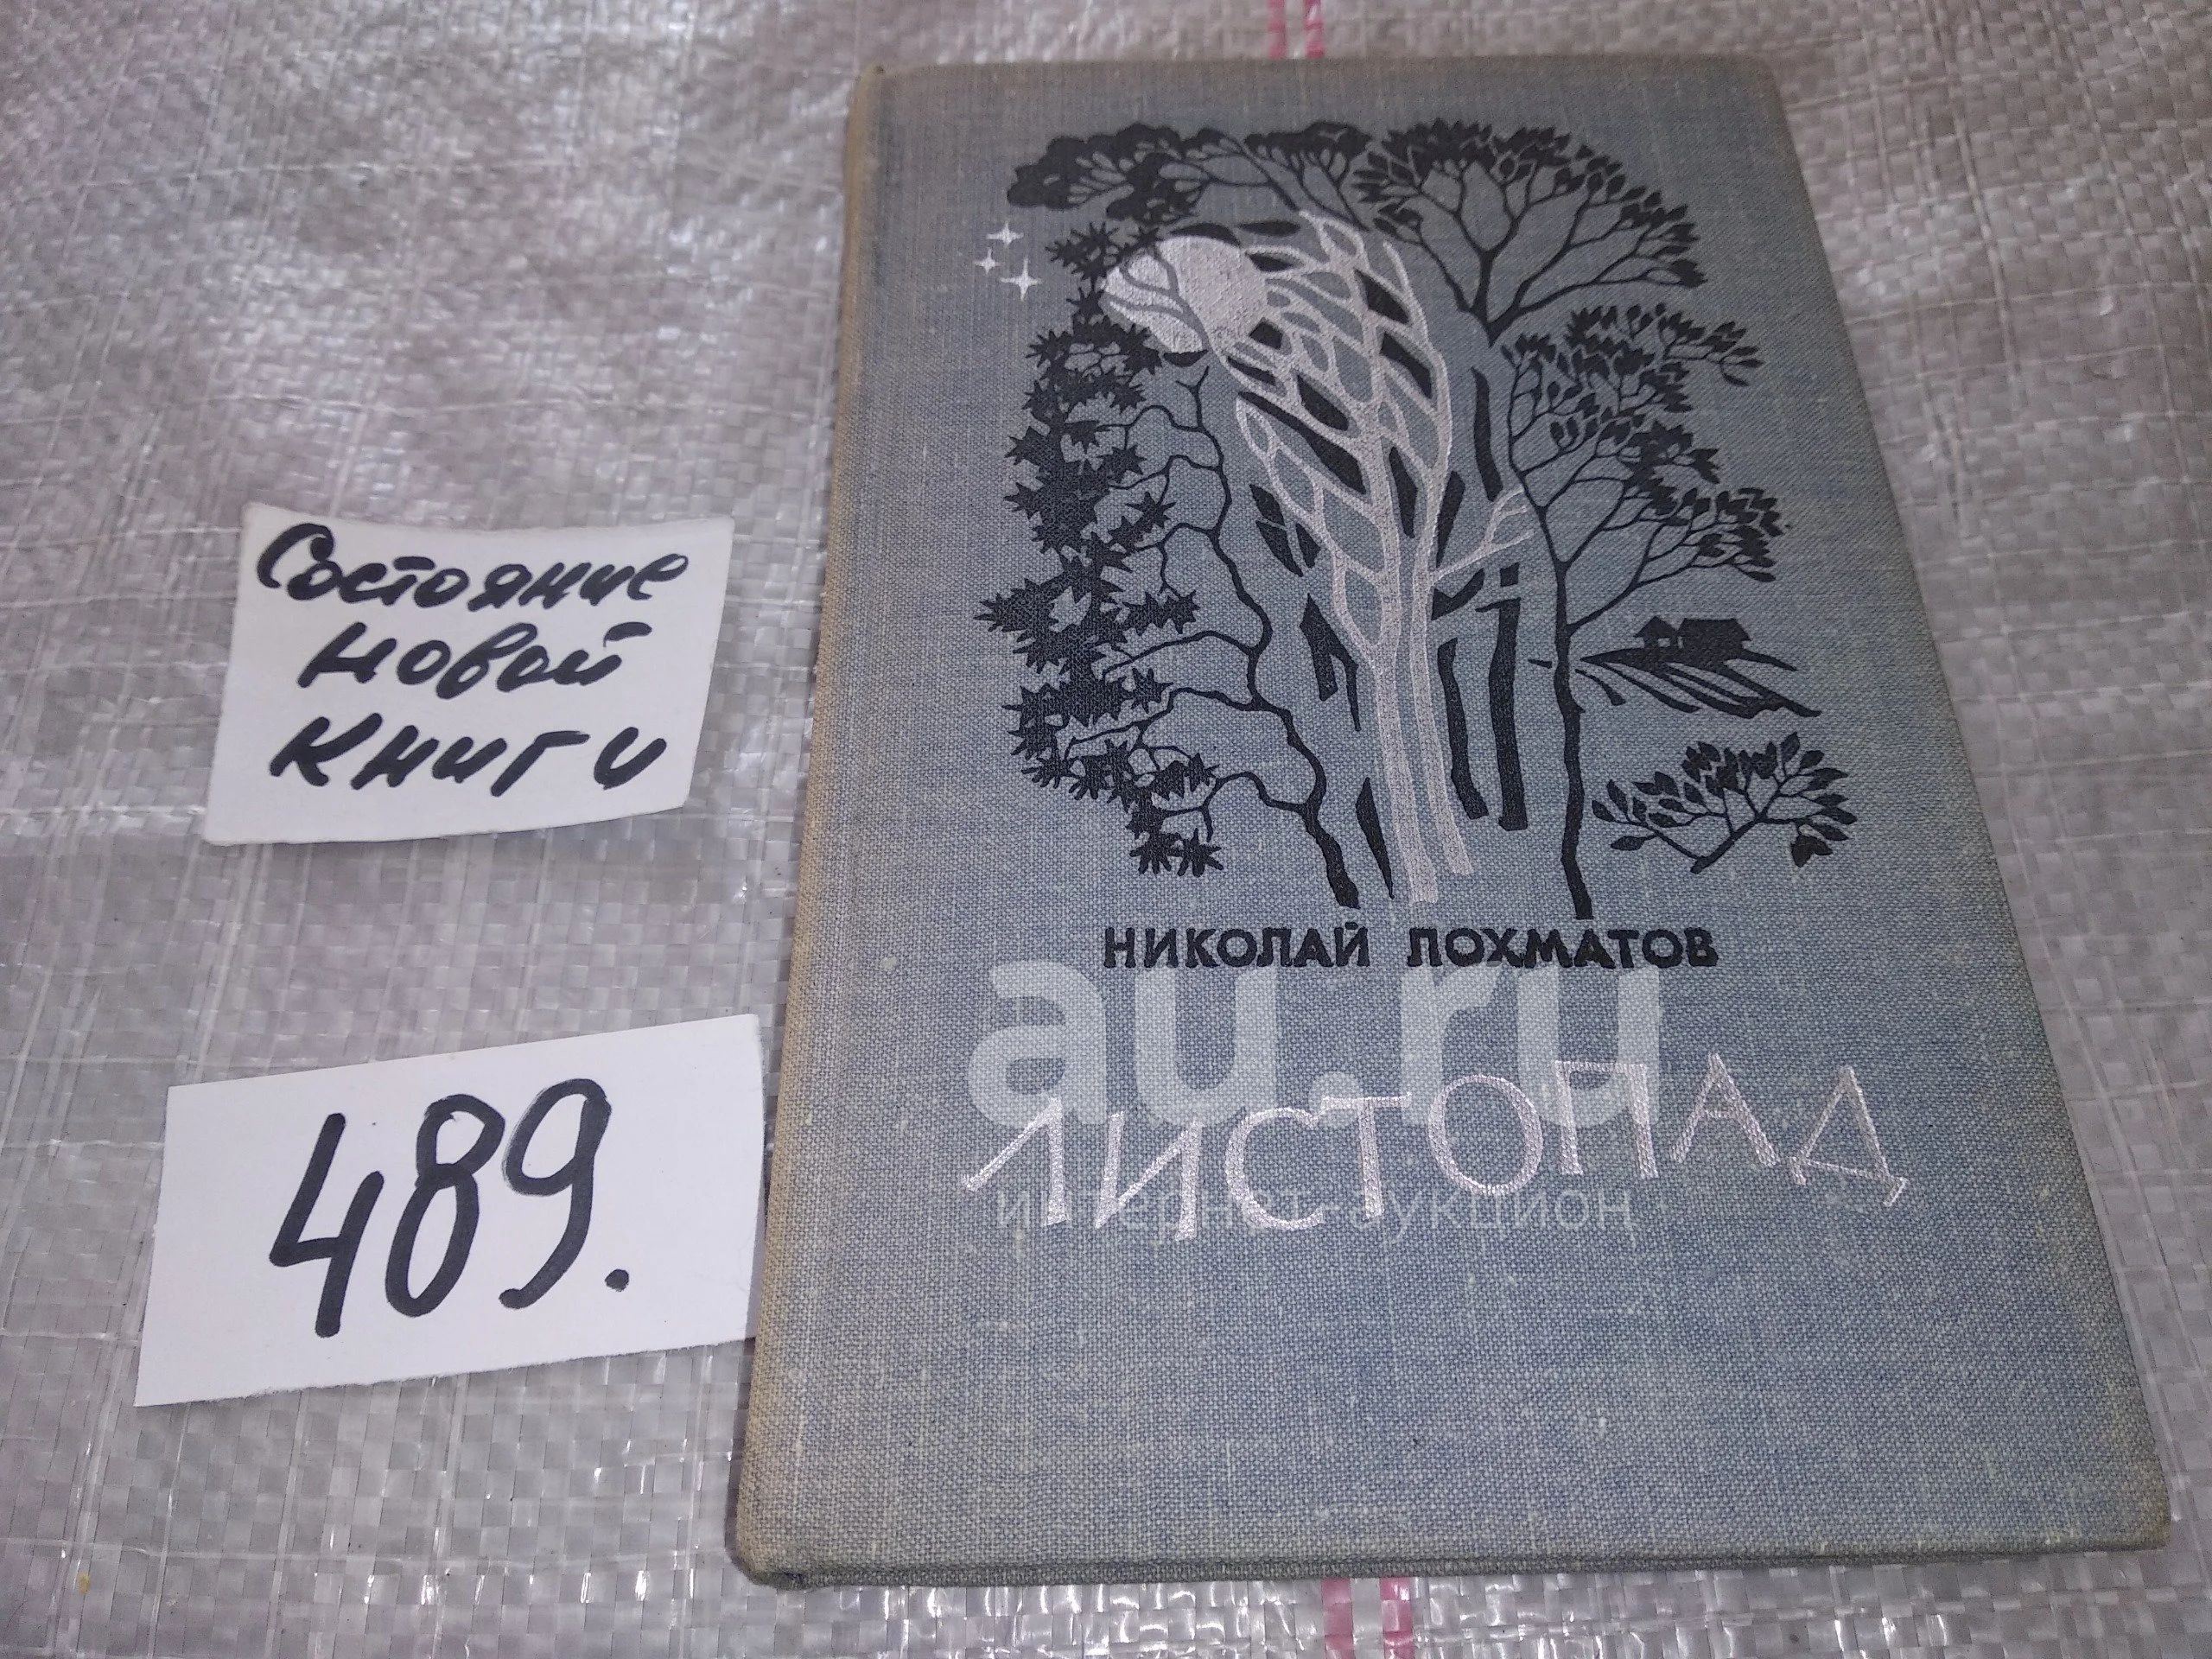 Состояние
новой
книги
489.
НИКОЛАЙ ЛОХМАТОВ
au.ru
ЛИСТОПАД
интернет-аукцион